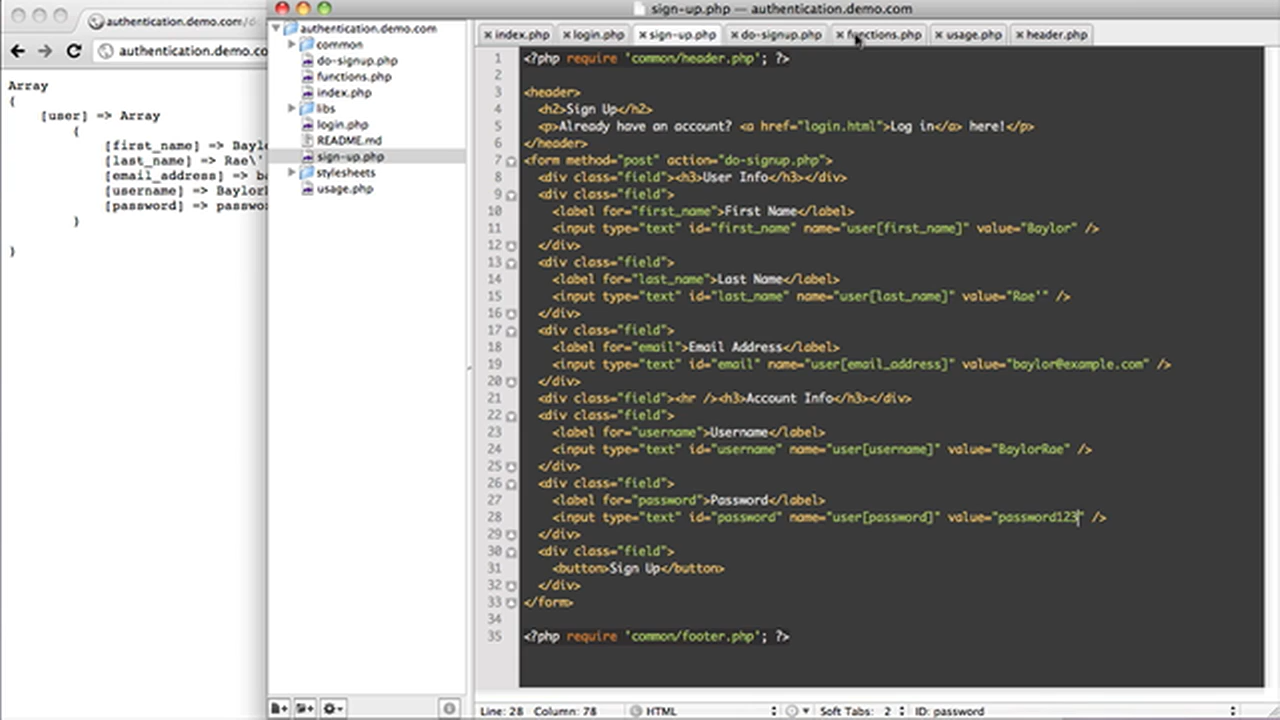 sign-up.php — authentication.demo.com
authentication.demo.com/d
authentication.demo.co
Array
(
[user] => Array
(
[first_name] => Bayl
[last_name] => Rae\'
[email_address] => ba
[username] => Baylor
[password] => passwo
)
)
authentication.demo.com
common
do-signup.php
functions.php
index.php
libs
login.php
README.md
sign-up.php
stylesheets
usage.php
index.php login.php sign-up.php do-signup.php functions.php usage.php header.php
1 <?php require 'common/header.php'; ?>
2
3 <header>
4 <h2>Sign Up</h2>
5 <p>Already have an account? <a href="login.html">Log in</a> here!</p>
6 </header>
7 <form method="post" action="do-signup.php">
8 <div class="field"><h3>User Info</h3></div>
9 <div class="field">
10 <label for="first_name">First Name</label>
11 <input type="text" id="first_name" name="user[first_name]" value="Baylor" />
12 </div>
13 <div class="field">
14 <label for="last_name">Last Name</label>
15 <input type="text" id="last_name" name="user[last_name]" value="Rae'" />
16 </div>
17 <div class="field">
18 <label for="email">Email Address</label>
19 <input type="text" id="email" name="user[email_address]" value="baylor@example.com" />
20 </div>
21 <div class="field"><hr /><h3>Account Info</h3></div>
22 <div class="field">
23 <label for="username">Username</label>
24 <input type="text" id="username" name="user[username]" value="BaylorRae" />
25 </div>
26 <div class="field">
27 <label for="password">Password</label>
28 <input type="text" id="password" name="user[password]" value="password123" />
29 </div>
30 <div class="field">
31 <button>Sign Up</button>
32 </div>
33 </form>
34
35 <?php require 'common/footer.php'; ?>
Line: 28 Column: 78 HTML Soft Tabs: 2 ID: password